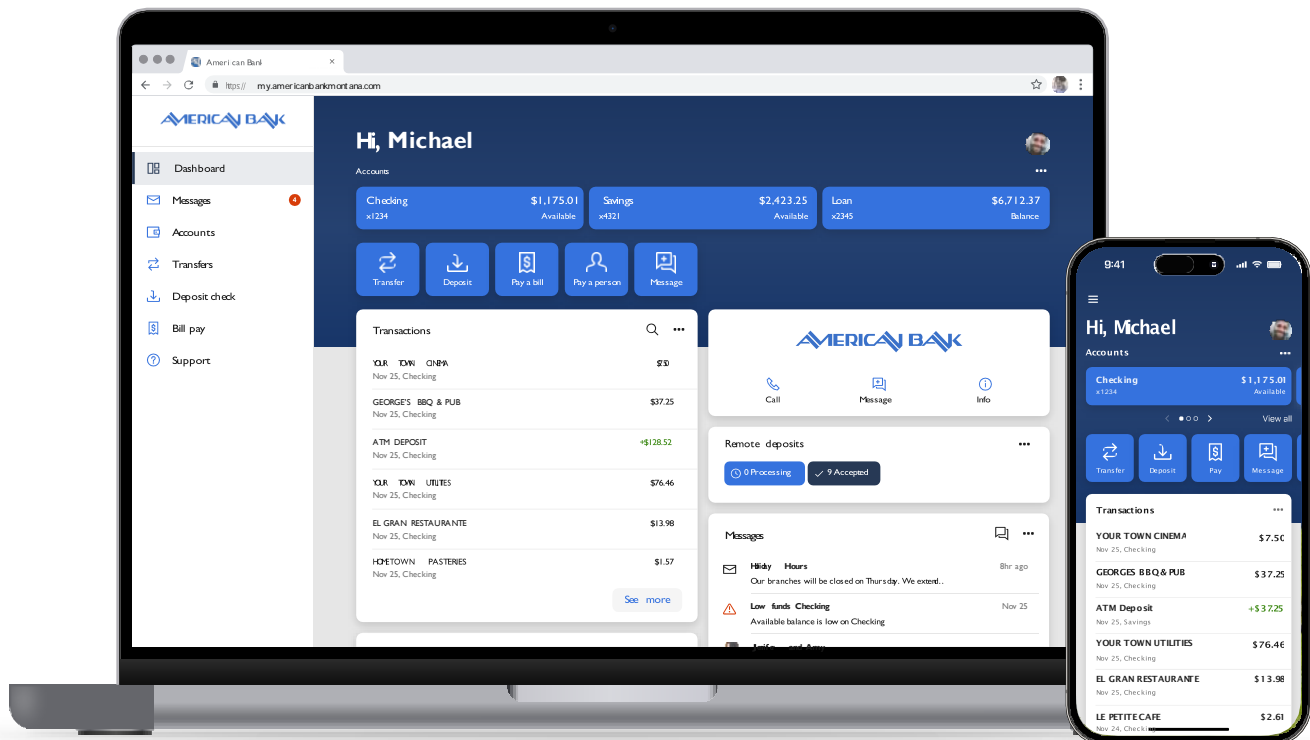 American Bank
https:// my.americanbankmontana.com
AMERICAN BANK
Dashboard
Messages 4
Accounts
Transfers
Deposit check
Bill pay
Support
Hi, Michael
Accounts
Checking $1,175.01
x1234 Available
Savings $2,423.25
x4321 Available
Loan $6,712.37
x2345 Balance
Transfer
Deposit
Pay a bill
Pay a person
Message
Transactions
YOUR TOWN CINEMA $7.50
Nov 25, Checking
GEORGE'S BBQ & PUB $37.25
Nov 25, Checking
ATM DEPOSIT +$128.52
Nov 25, Checking
YOUR TOWN UTILITIES $76.46
Nov 25, Checking
EL GRAN RESTAURANTE $13.98
Nov 25, Checking
HOMETOWN PASTERIES $1.57
Nov 25, Checking
See more
AMERICAN BANK
Call
Message
Info
Remote deposits
0 Processing
9 Accepted
Messages
Holiday Hours 8hr ago
Our branches will be closed on Thursday. We extend..
Low funds Checking Nov 25
Available balance is low on Checking
and Amy
9:41
Hi, Michael
Accounts
Checking $1,175.01
x1234 Available
View all
Transfer
Deposit
Pay
Message
Transactions
YOUR TOWN CINEMA $7.50
Nov 25, Checking
GEORGES BBQ & PUB $37.25
Nov 25, Checking
ATM Deposit +$37.25
Nov 25, Savings
YOUR TOWN UTILITIES $76.46
Nov 25, Checking
EL GRAN RESTAURANTE $13.98
Nov 25, Checking
LE PETITE CAFE $2.61
Nov 24, Checking